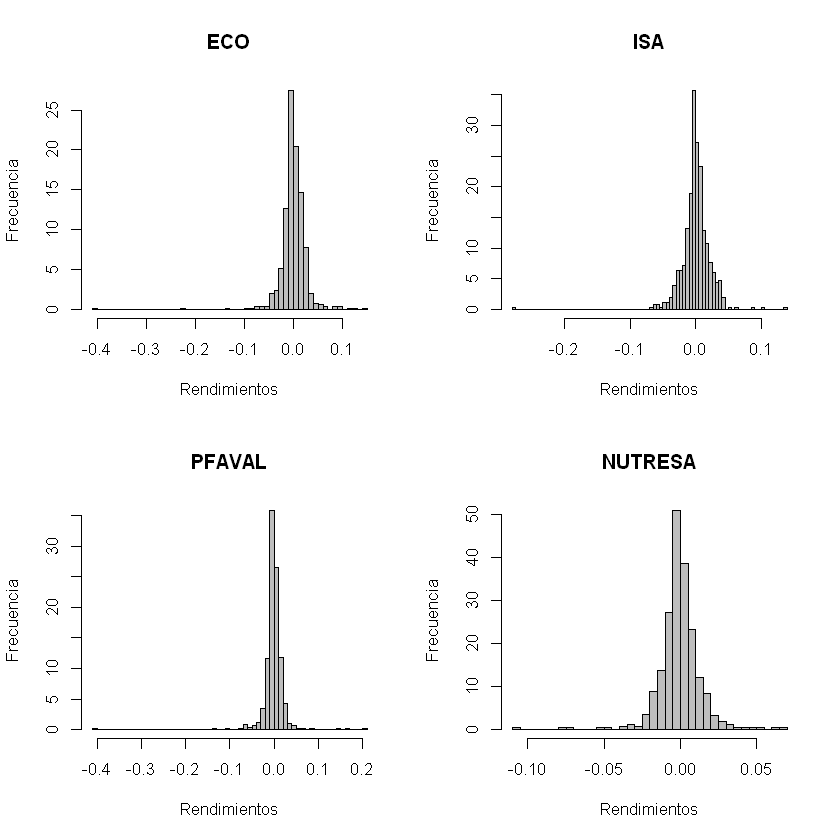 ECO
Frecuencia
25
20
15
10
5
0
-0.4 -0.3 -0.2 -0.1 0.0 0.1
Rendimientos
ISA
Frecuencia
30
20
10
5
0
-0.2 -0.1 0.0 0.1
Rendimientos
PFAVAL
Frecuencia
30
20
10
5
0
-0.4 -0.3 -0.2 -0.1 0.0 0.1 0.2
Rendimientos
NUTRESA
Frecuencia
50
40
30
20
10
0
-0.10 -0.05 0.00 0.05
Rendimientos